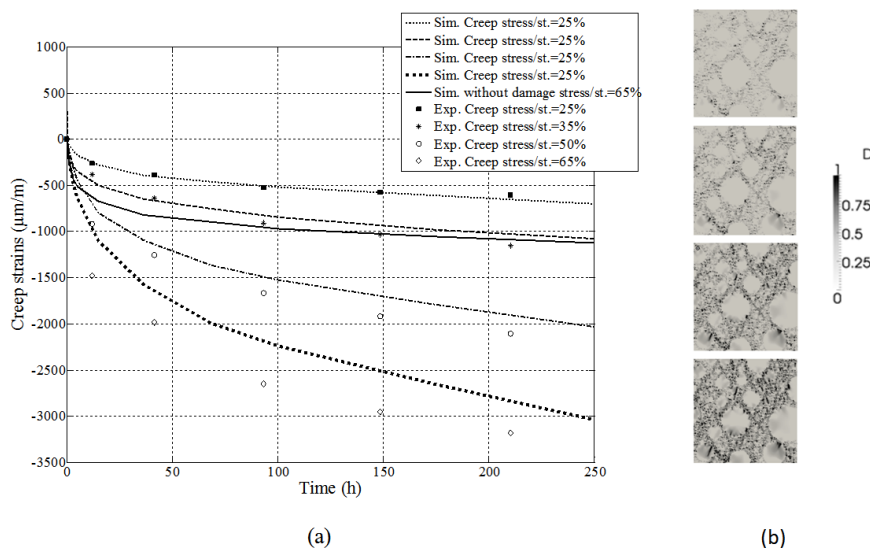 Sim. Creep stress/st.=25%
Sim. Creep stress/st.=25%
Sim. Creep stress/st.=25%
Sim. Creep stress/st.=25%
Sim. without damage stress/st.=65%
Exp. Creep stress/st.=25%
Exp. Creep stress/st.=35%
Exp. Creep stress/st.=50%
Exp. Creep stress/st.=65%
1000
500
0
-500
-1000
-1500
-2000
-2500
-3000
-3500
Creep strains (µm/m)
0 50 100 150 200 250
Time (h)
(a)
D
1
0.75
0.5
0.25
0
(b)